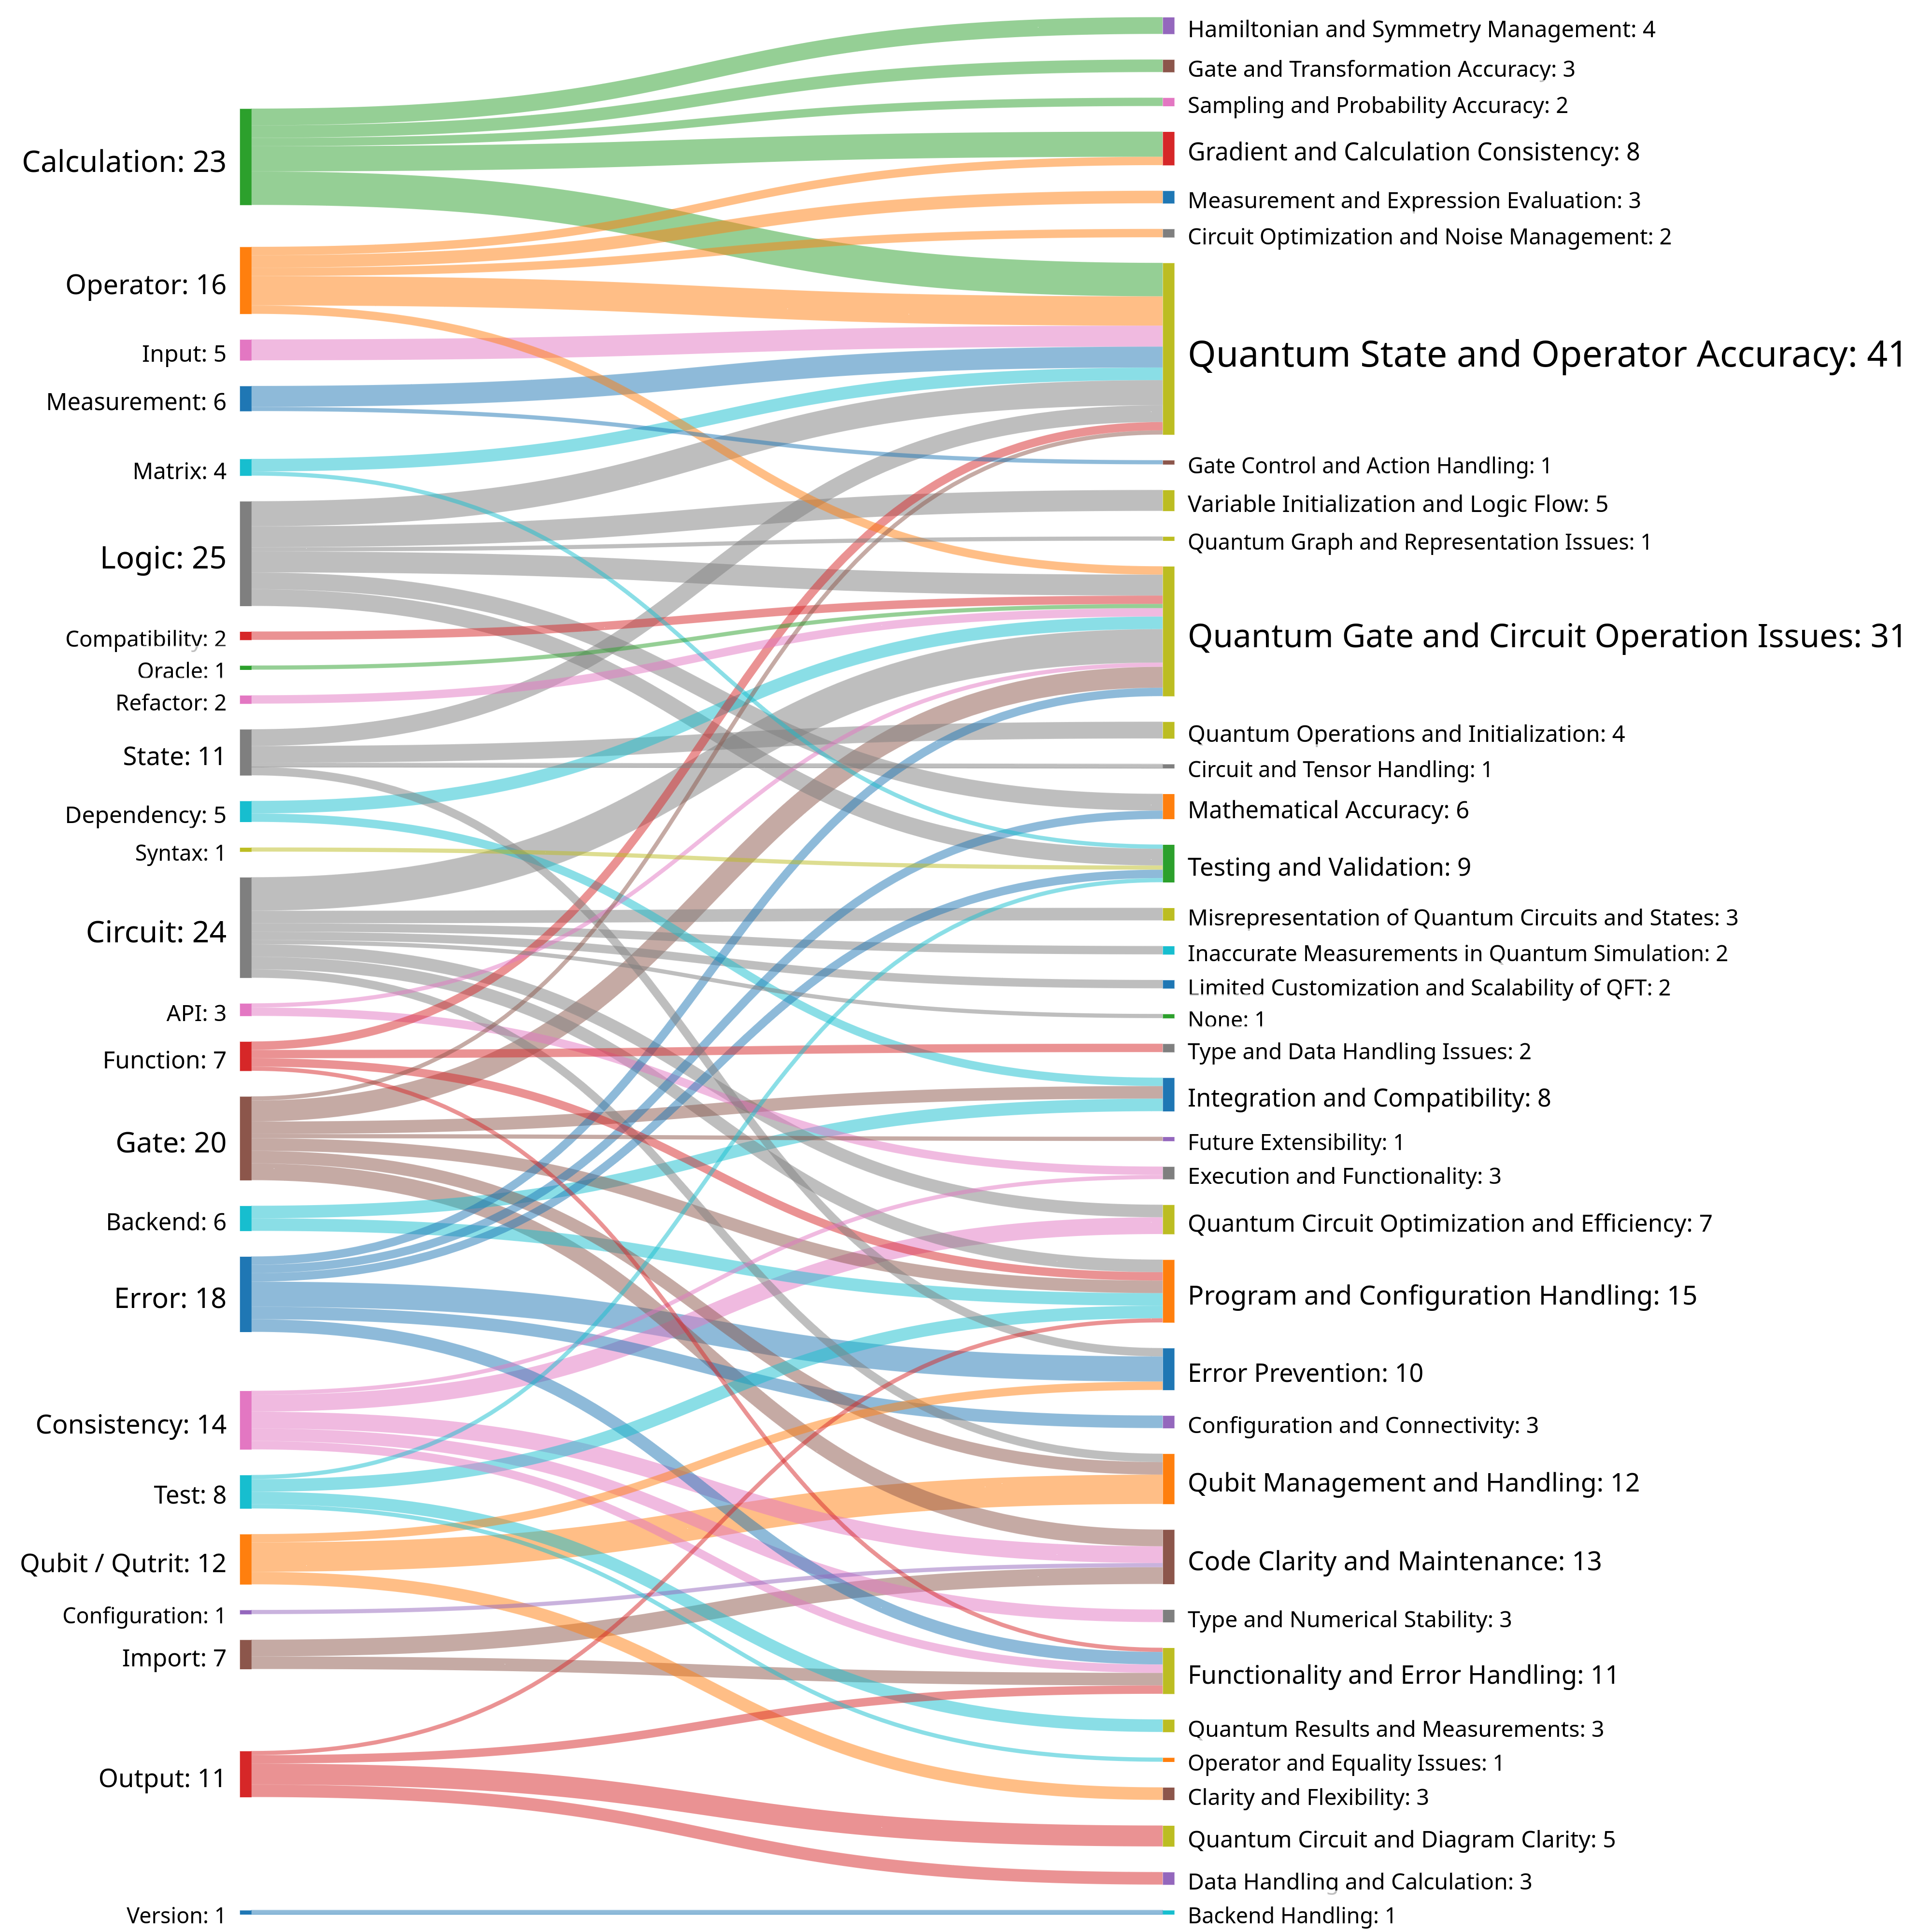 Calculation: 23
Operator: 16
Input: 5
Measurement: 6
Matrix: 4
Logic: 25
Compatibility: 2
Oracle: 1
Refactor: 2
State: 11
Dependency: 5
Syntax: 1
Circuit: 24
API: 3
Function: 7
Gate: 20
Backend: 6
Error: 18
Consistency: 14
Test: 8
Qubit / Qutrit: 12
Configuration: 1
Import: 7
Output: 11
Version: 1
Hamiltonian and Symmetry Management: 4
Gate and Transformation Accuracy: 3
Sampling and Probability Accuracy: 2
Gradient and Calculation Consistency: 8
Measurement and Expression Evaluation: 3
Circuit Optimization and Noise Management: 2
Quantum State and Operator Accuracy: 41
Gate Control and Action Handling: 1
Variable Initialization and Logic Flow: 5
Quantum Graph and Representation Issues: 1
Quantum Gate and Circuit Operation Issues: 31
Quantum Operations and Initialization: 4
Circuit and Tensor Handling: 1
Mathematical Accuracy: 6
Testing and Validation: 9
Misrepresentation of Quantum Circuits and States: 3
Inaccurate Measurements in Quantum Simulation: 2
Limited Customization and Scalability of QFT: 2
None: 1
Type and Data Handling Issues: 2
Integration and Compatibility: 8
Future Extensibility: 1
Execution and Functionality: 3
Quantum Circuit Optimization and Efficiency: 7
Program and Configuration Handling: 15
Error Prevention: 10
Configuration and Connectivity: 3
Qubit Management and Handling: 12
Code Clarity and Maintenance: 13
Type and Numerical Stability: 3
Functionality and Error Handling: 11
Quantum Results and Measurements: 3
Operator and Equality Issues: 1
Clarity and Flexibility: 3
Quantum Circuit and Diagram Clarity: 5
Data Handling and Calculation: 3
Backend Handling: 1